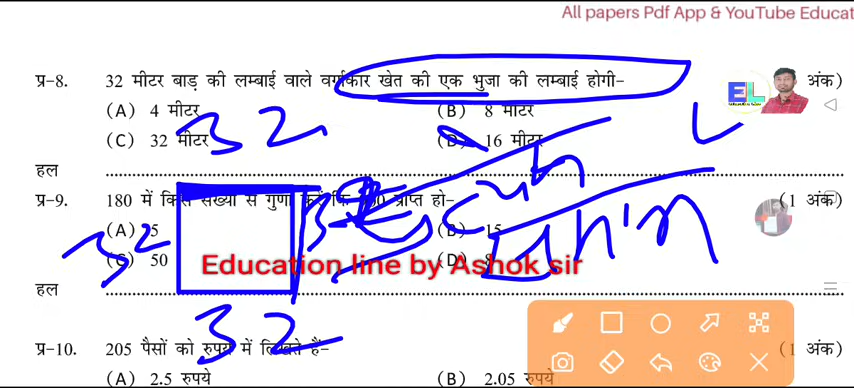 All papers Pdf App & YouTube Educat
प्र-8. 32 मीटर बाड़ की लम्बाई वाले वर्गाकार खेत की एक भुजा की लम्बाई होगी- अंक)
(A) 4 मीटर (B) 8 मीटर
(C) 32 मीटर (D) 16 मीटर
32
हल
प्र-9. 180 में किस संख्या से गुणा करें कि प्राप्त हो- (1 अंक)
(A) 5 (B) 15
(C) 50 (D) 8
32
Education line by Ashok sir
हल
32
प्र-10. 205 पैसों को रुपये में लिखते हैं- (1 अंक)
(A) 2.5 रुपये (B) 2.05 रुपये
EL